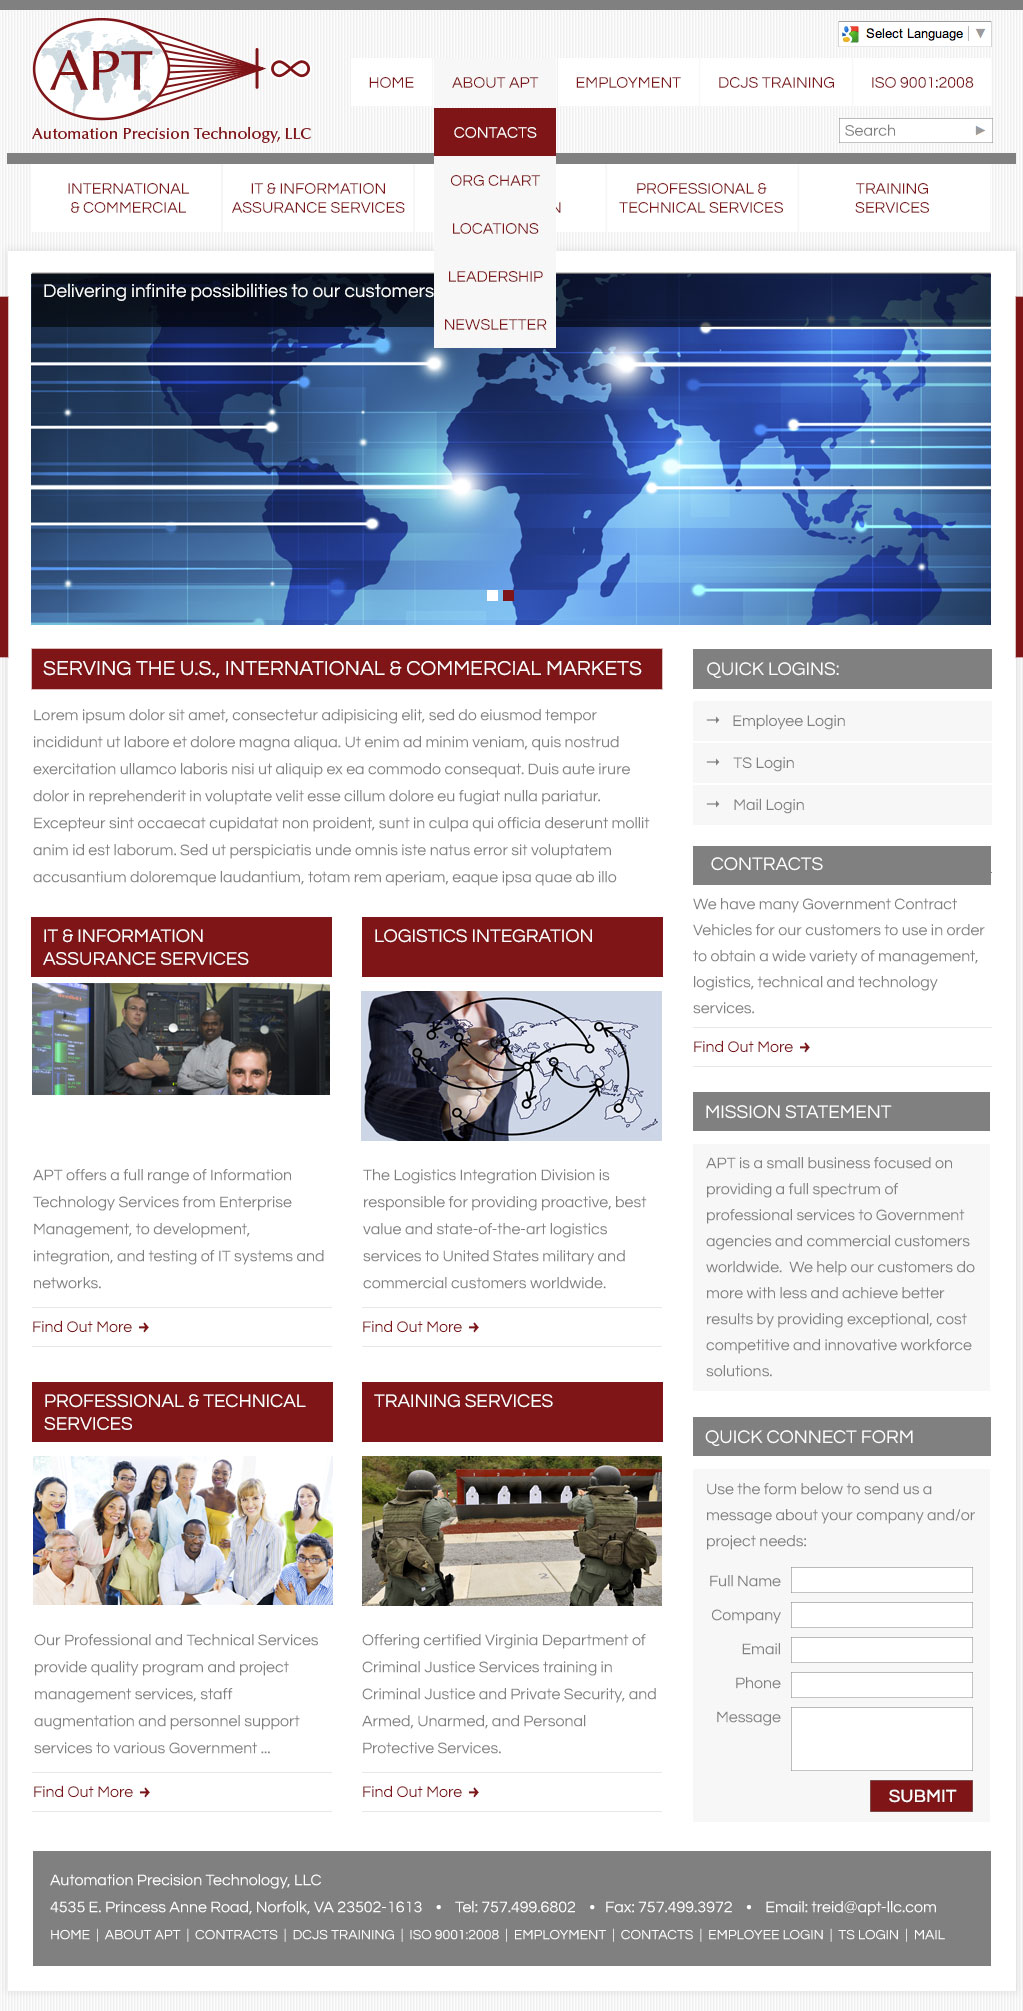 APT
Automation Precision Technology, LLC
Select Language
HOME
ABOUT APT
EMPLOYMENT
DCJS TRAINING
ISO 9001:2008
Search
CONTACTS
ORG CHART
LOCATIONS
LEADERSHIP
NEWSLETTER
INTERNATIONAL
& COMMERCIAL
IT & INFORMATION
ASSURANCE SERVICES
PROFESSIONAL &
TECHNICAL SERVICES
TRAINING
SERVICES
Delivering infinite possibilities to our customers
SERVING THE U.S., INTERNATIONAL & COMMERCIAL MARKETS
Lorem ipsum dolor sit amet, consectetur adipisicing elit, sed do eiusmod tempor
incididunt ut labore et dolore magna aliqua. Ut enim ad minim veniam, quis nostrud
exercitation ullamco laboris nisi ut aliquip ex ea commodo consequat. Duis aute irure
dolor in reprehenderit in voluptate velit esse cillum dolore eu fugiat nulla pariatur.
Excepteur sint occaecat cupidatat non proident, sunt in culpa qui officia deserunt mollit
anim id est laborum. Sed ut perspiciatis unde omnis iste natus error sit voluptatem
accusantium doloremque laudantium, totam rem aperiam, eaque ipsa quae ab illo
IT & INFORMATION
ASSURANCE SERVICES
APT offers a full range of Information
Technology Services from Enterprise
Management, to development,
integration, and testing of IT systems and
networks.
Find Out More
LOGISTICS INTEGRATION
The Logistics Integration Division is
responsible for providing proactive, best
value and state-of-the-art logistics
services to United States military and
commercial customers worldwide.
Find Out More
PROFESSIONAL & TECHNICAL
SERVICES
Our Professional and Technical Services
provide quality program and project
management services, staff
augmentation and personnel support
services to various Government ...
Find Out More
TRAINING SERVICES
Offering certified Virginia Department of
Criminal Justice Services training in
Criminal Justice and Private Security, and
Armed, Unarmed, and Personal
Protective Services.
Find Out More
QUICK LOGINS:
Employee Login
TS Login
Mail Login
CONTRACTS
We have many Government Contract
Vehicles for our customers to use in order
to obtain a wide variety of management,
logistics, technical and technology
services.
Find Out More
MISSION STATEMENT
APT is a small business focused on
providing a full spectrum of
professional services to Government
agencies and commercial customers
worldwide. We help our customers do
more with less and achieve better
results by providing exceptional, cost
competitive and innovative workforce
solutions.
QUICK CONNECT FORM
Use the form below to send us a
message about your company and/or
project needs:
Full Name
Company
Email
Phone
Message
SUBMIT
Automation Precision Technology, LLC
4535 E. Princess Anne Road, Norfolk, VA 23502-1613 • Tel: 757.499.6802 • Fax: 757.499.3972 • Email: treid@apt-llc.com
HOME | ABOUT APT | CONTRACTS | DCJS TRAINING | ISO 9001:2008 | EMPLOYMENT | CONTACTS | EMPLOYEE LOGIN | TS LOGIN | MAIL